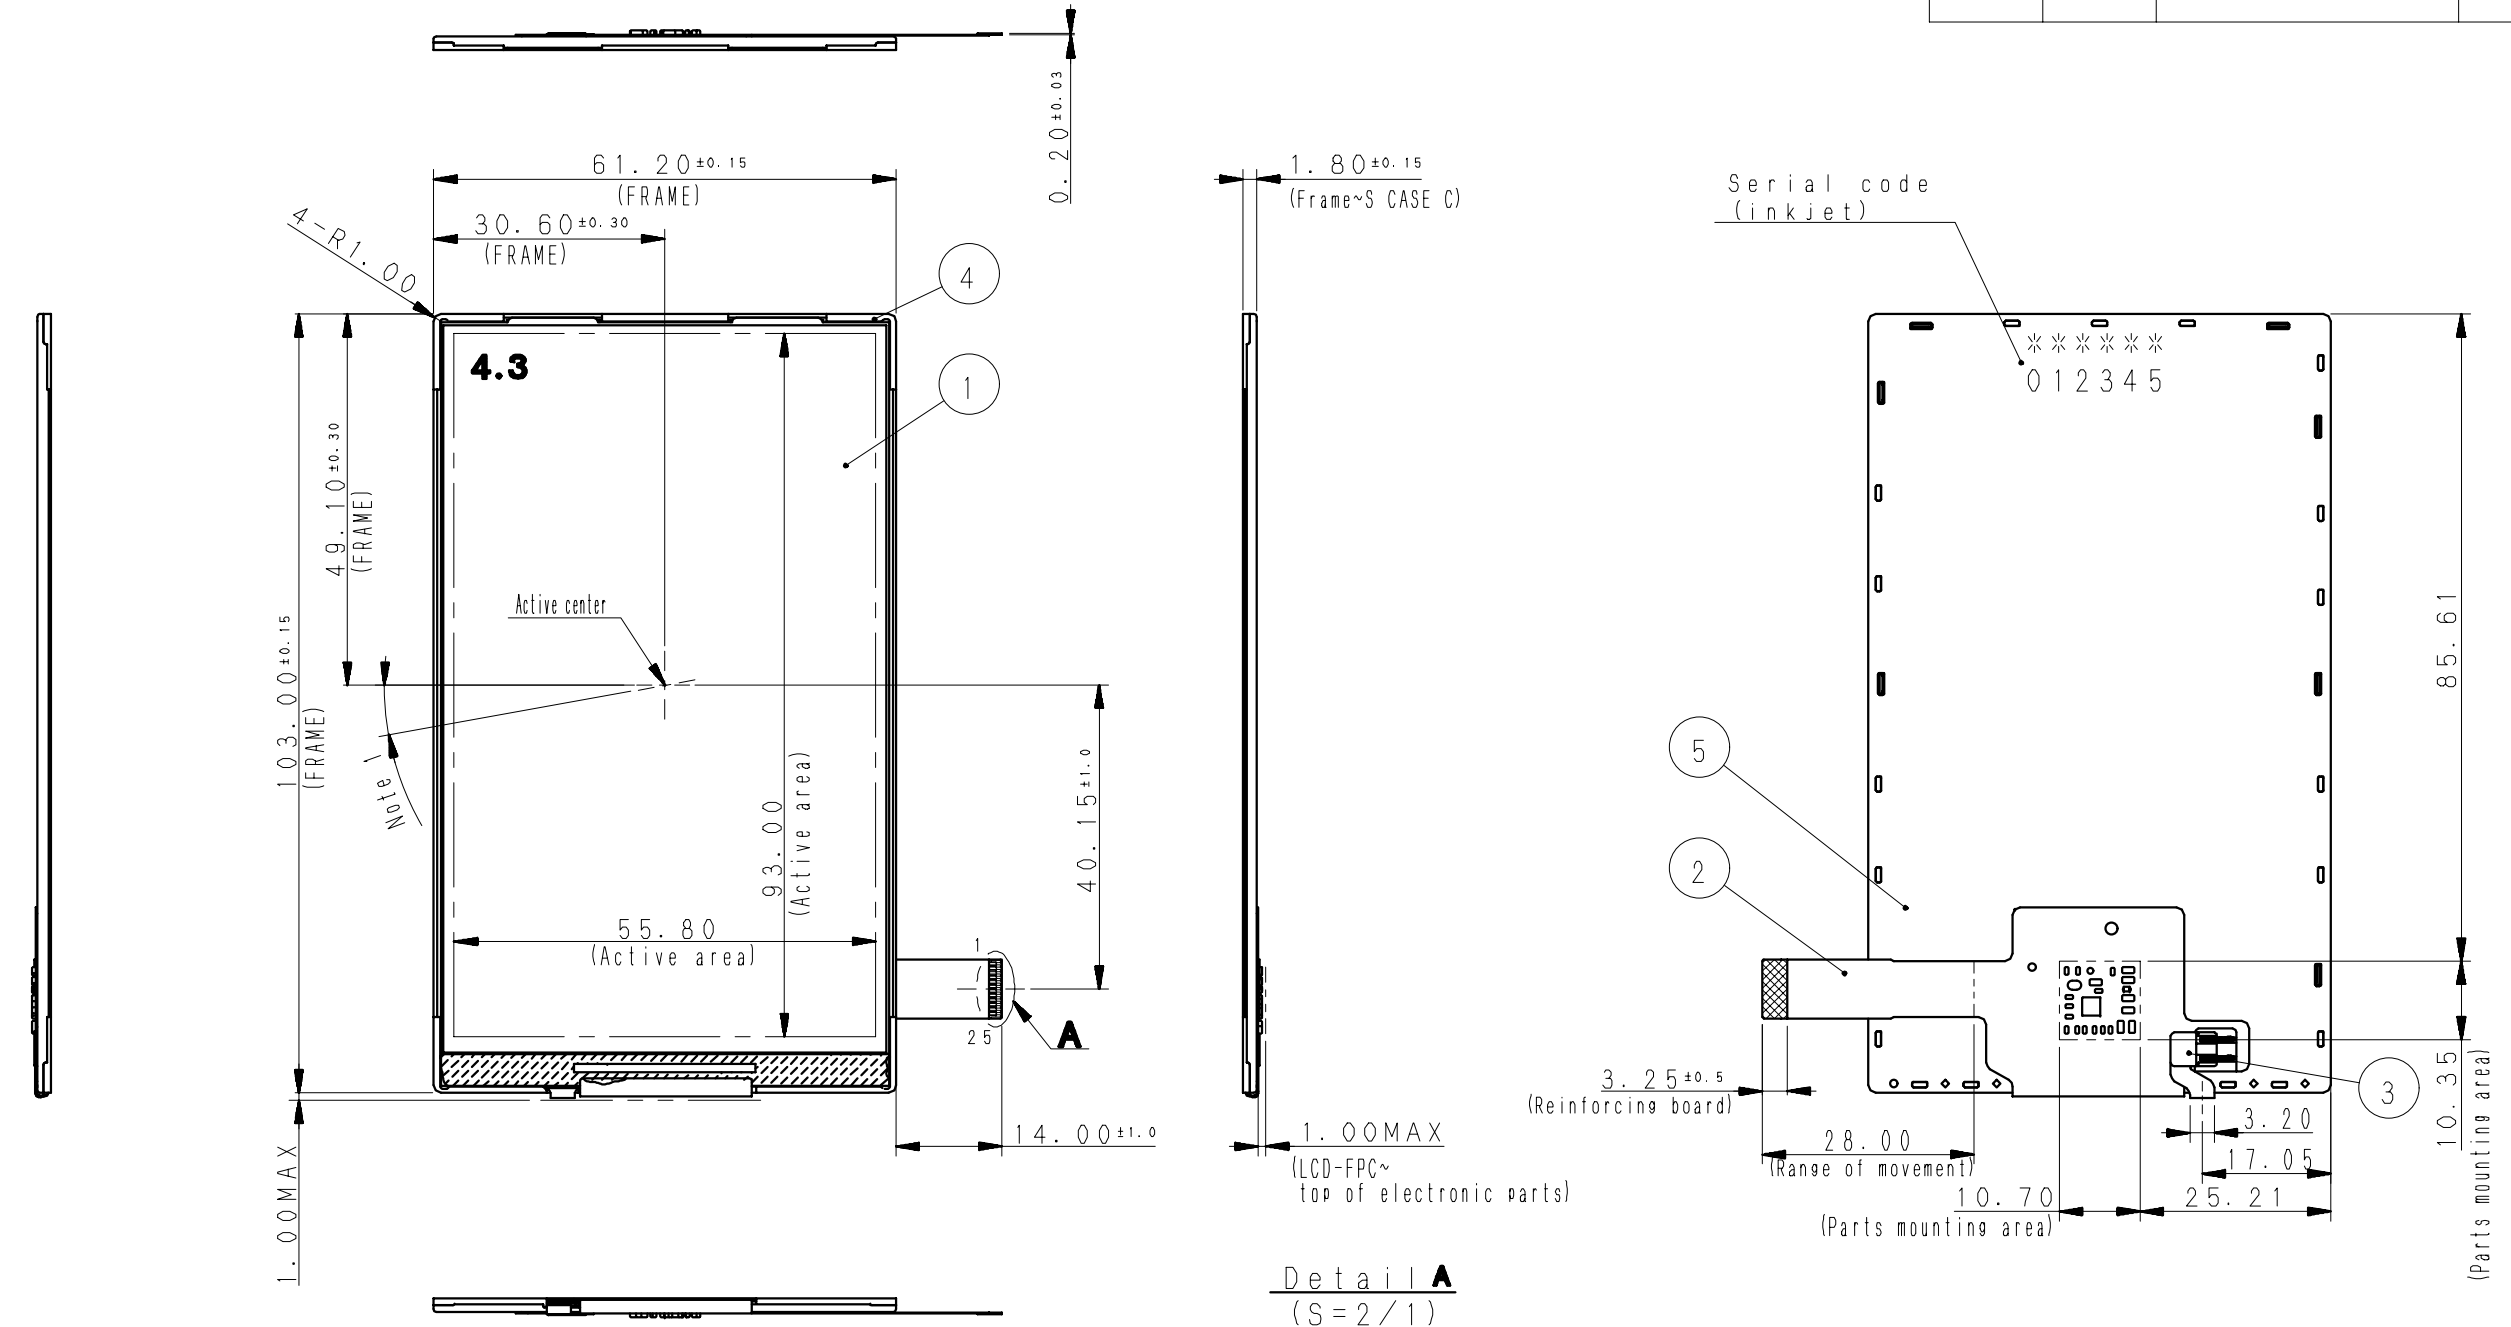 0.20±0.03
61.20±0.15
(FRAME)
30.60±0.30
(FRAME)
4-R1.00
4
1
4.3
49.10±0.30
(FRAME)
103.00±0.15
(FRAME)
Active center
Note 1
93.00
(Active area)
55.80
(Active area)
40.15±1.0
1
25
A
14.00±1.0
1.00MAX
1.80±0.15
(Frame~S CASE C)
1.00MAX
(LCD-FPC~
top of electronic parts)
Detail A
(S=2/1)
Serial code
(inkjet)
******
012345
85.61
5
2
3
3.25±0.5
(Reinforcing board)
28.00
(Range of movement)
10.70
(Parts mounting area)
3.20
17.05
25.21
10.35
(Parts mounting area)